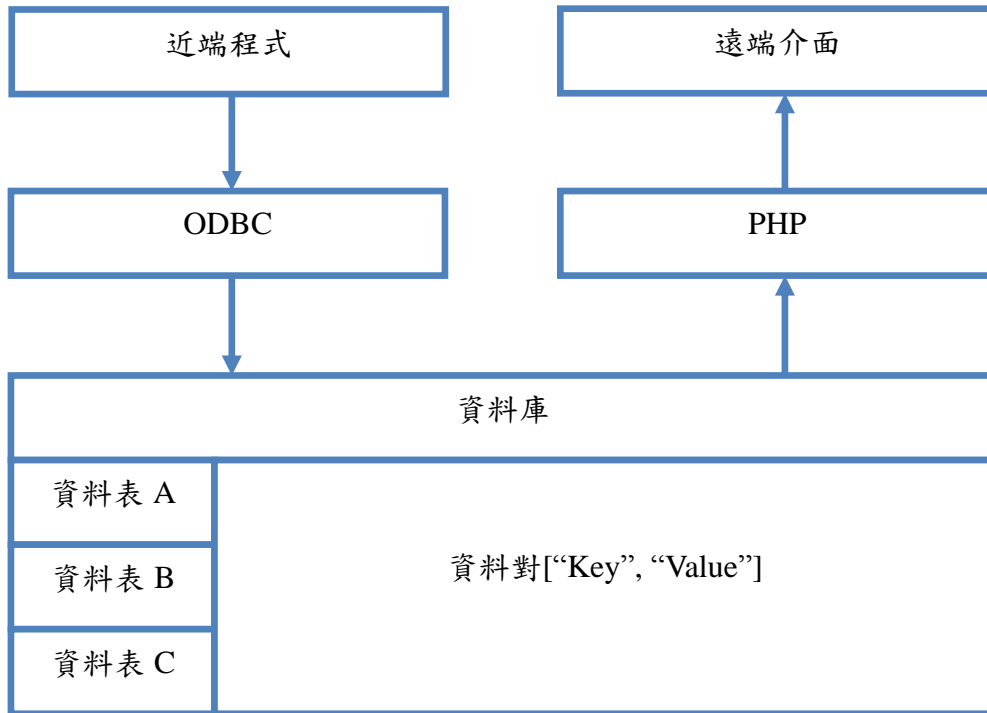 近端程式
遠端介面
ODBC
PHP
資料庫
資料表 A
資料對[“Key”, “Value”]
資料表 B
資料表 C